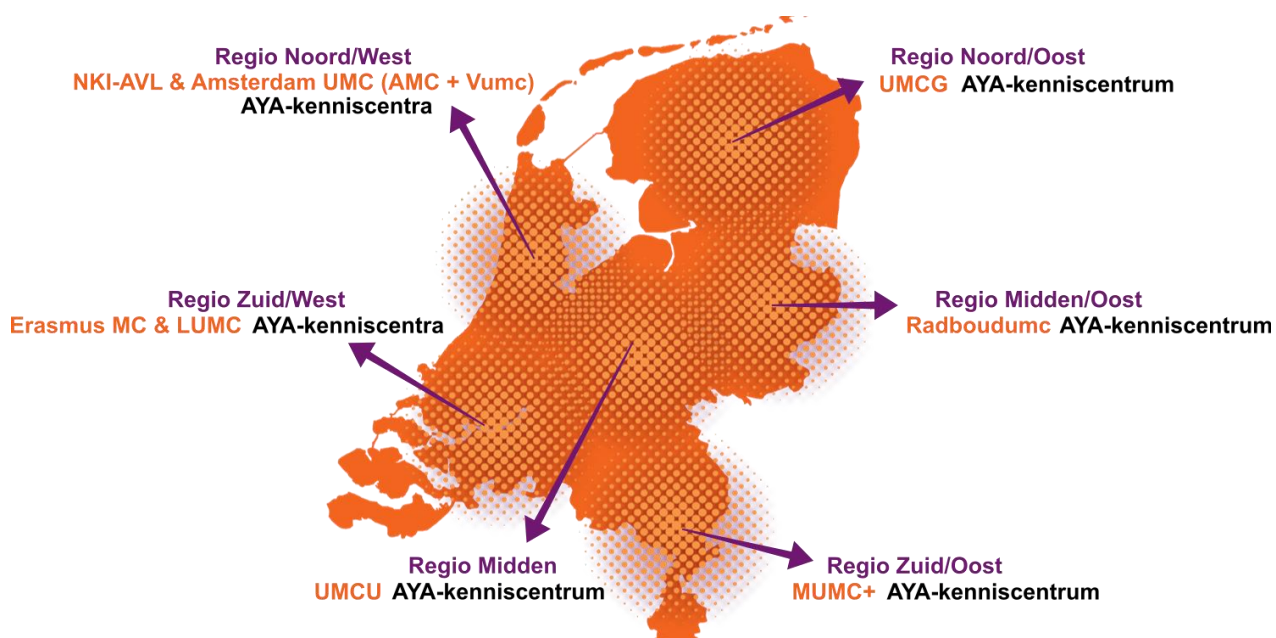 Regio Noord/West
NKI-AVL & Amsterdam UMC (AMC + Vumc)
AYA-kenniscentra
Regio Noord/Oost
UMCG AYA-kenniscentrum
Regio Zuid/West
Erasmus MC & LUMC AYA-kenniscentra
Regio Midden/Oost
Radboudumc AYA-kenniscentrum
Regio Midden
UMCU AYA-kenniscentrum
Regio Zuid/Oost
MUMC+ AYA-kenniscentrum